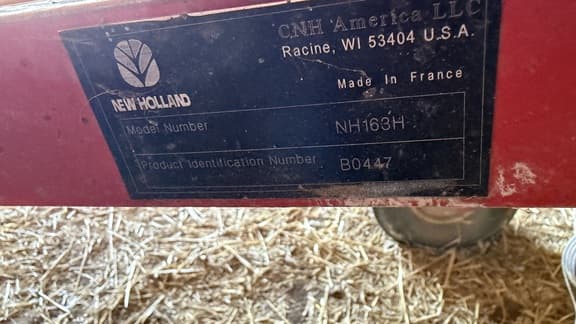 CNH America LLC
Racine, WI 53404 U.S.A.
Made In France
NEW HOLLAND
Model Number NH163H
Product Identification Number B0447